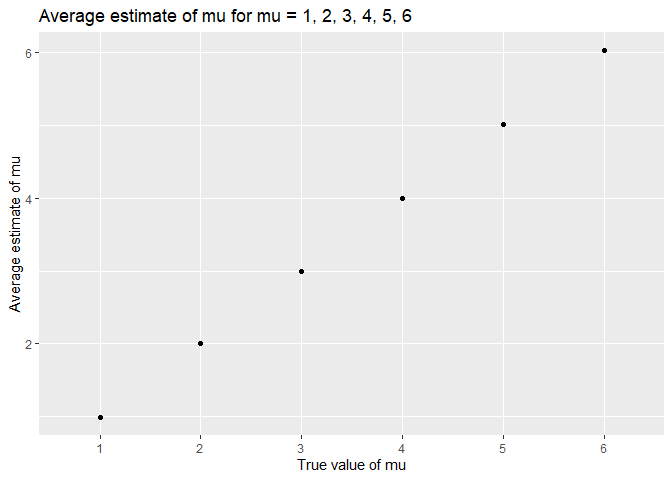 Average estimate of mu for mu = 1, 2, 3, 4, 5, 6
Average estimate of mu
6
4
2
1 2 3 4 5 6
True value of mu